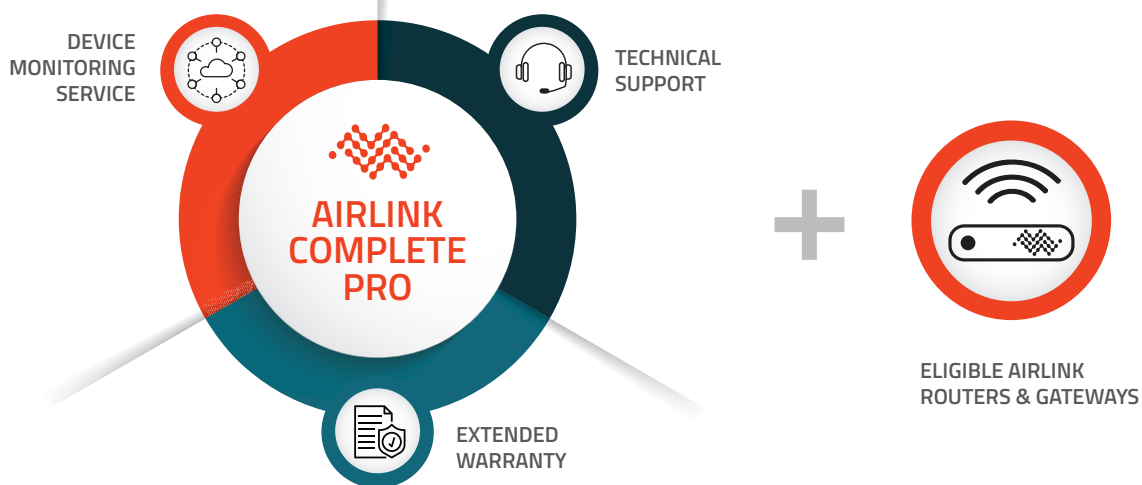 DEVICE
MONITORING
SERVICE
TECHNICAL
SUPPORT
AIRLINK
COMPLETE
PRO
EXTENDED
WARRANTY
+
ELIGIBLE AIRLINK
ROUTERS & GATEWAYS